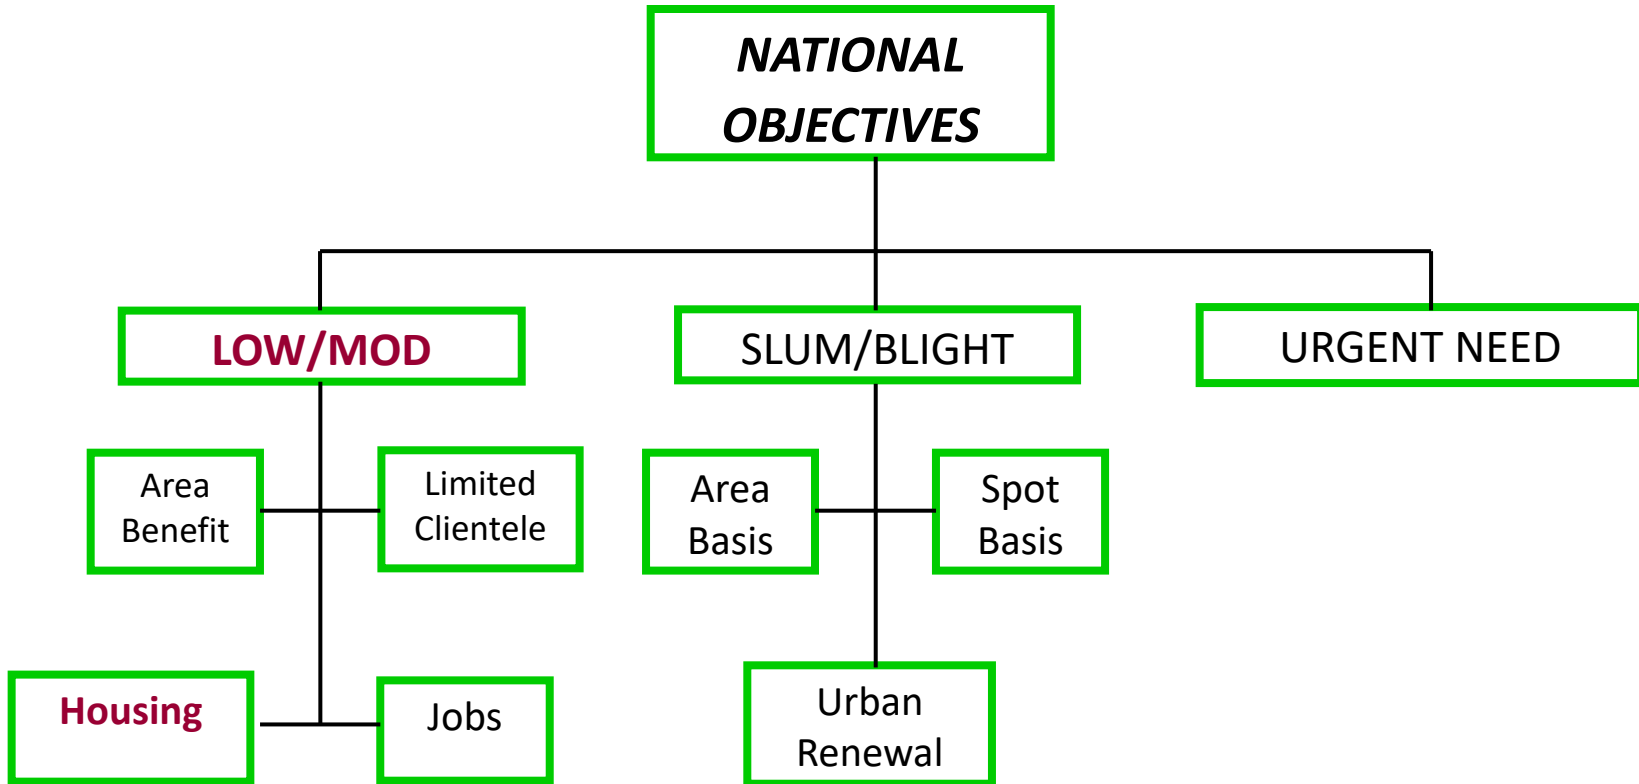 NATIONAL
OBJECTIVES
LOW/MOD
SLUM/BLIGHT
URGENT NEED
Area
Benefit
Limited
Clientele
Area
Basis
Spot
Basis
Housing
Jobs
Urban
Renewal